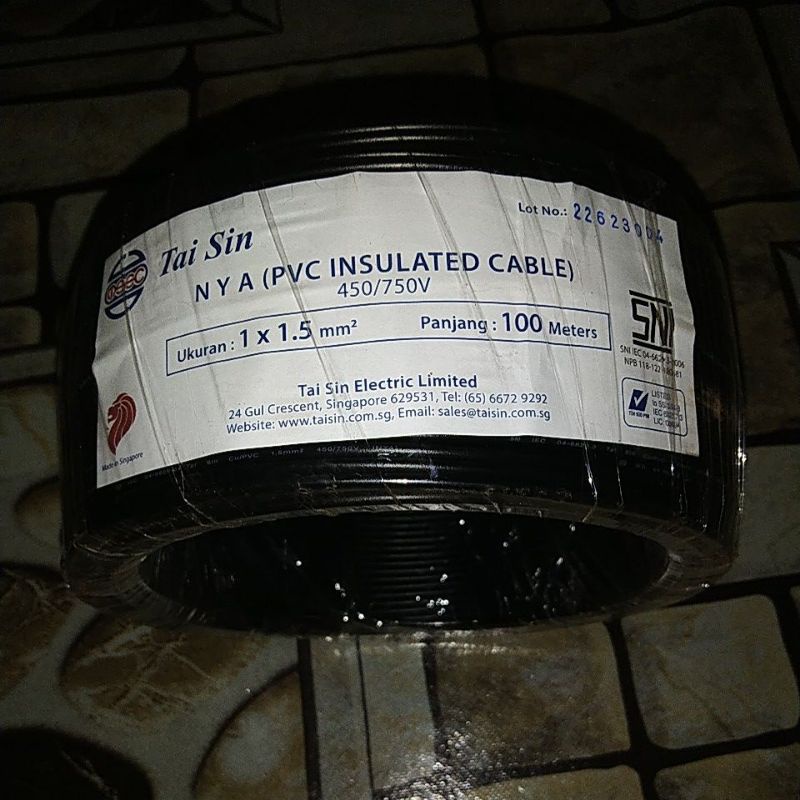 Lot No.: 22623004
Tai Sin
NYA (PVC INSULATED CABLE)
450/750V
Ukuran : 1 x 1.5 mm²
Panjang : 100 Meters
SNI
Tai Sin Electric Limited
24 Gul Crescent, Singapore 629531, Tel: (65) 6672 9292
Website: www.taisin.com.sg, Email: sales@taisin.com.sg
Made in Singapore